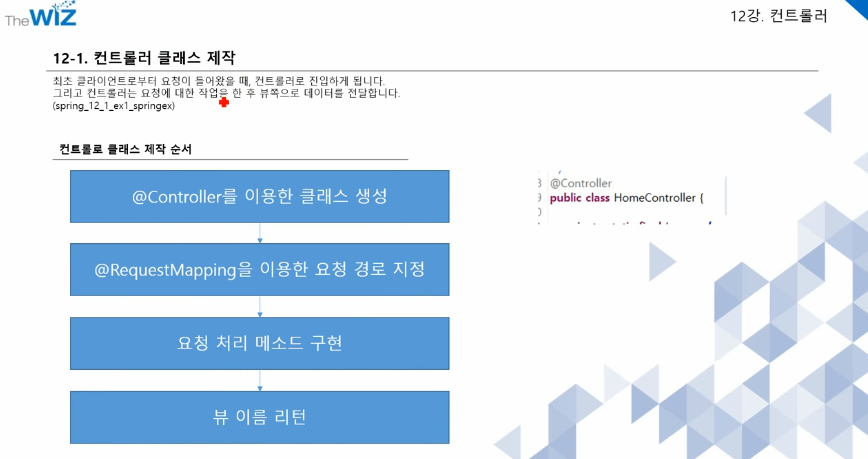 TheWIZ
12강. 컨트롤러
12-1. 컨트롤러 클래스 제작
최초 클라이언트로부터 요청이 들어왔을 때, 컨트롤러로 진입하게 됩니다.
그리고 컨트롤러는 요청에 대한 작업을 한 후 뷰쪽으로 데이터를 전달합니다.
(spring_12_1_ex1_springex)
컨트롤로 클래스 제작 순서
@Controller를 이용한 클래스 생성
@RequestMapping을 이용한 요청 경로 지정
요청 처리 메소드 구현
뷰 이름 리턴
@Controller
public class HomeController {